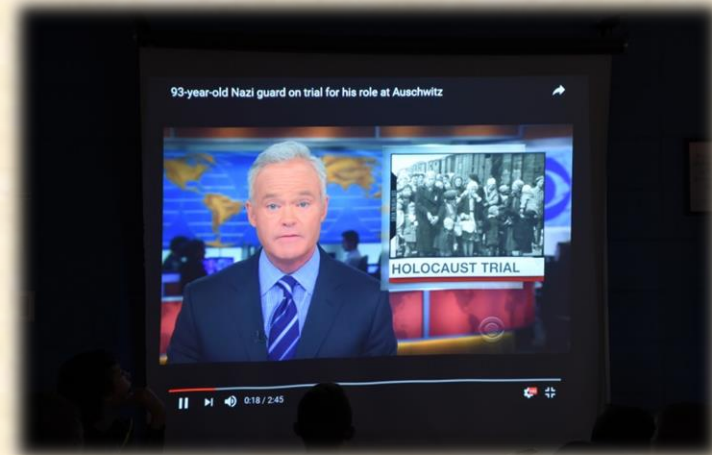 93-year-old Nazi guard on trial for his role at Auschwitz
HOLOCAUST TRIAL
0:18 / 2:45